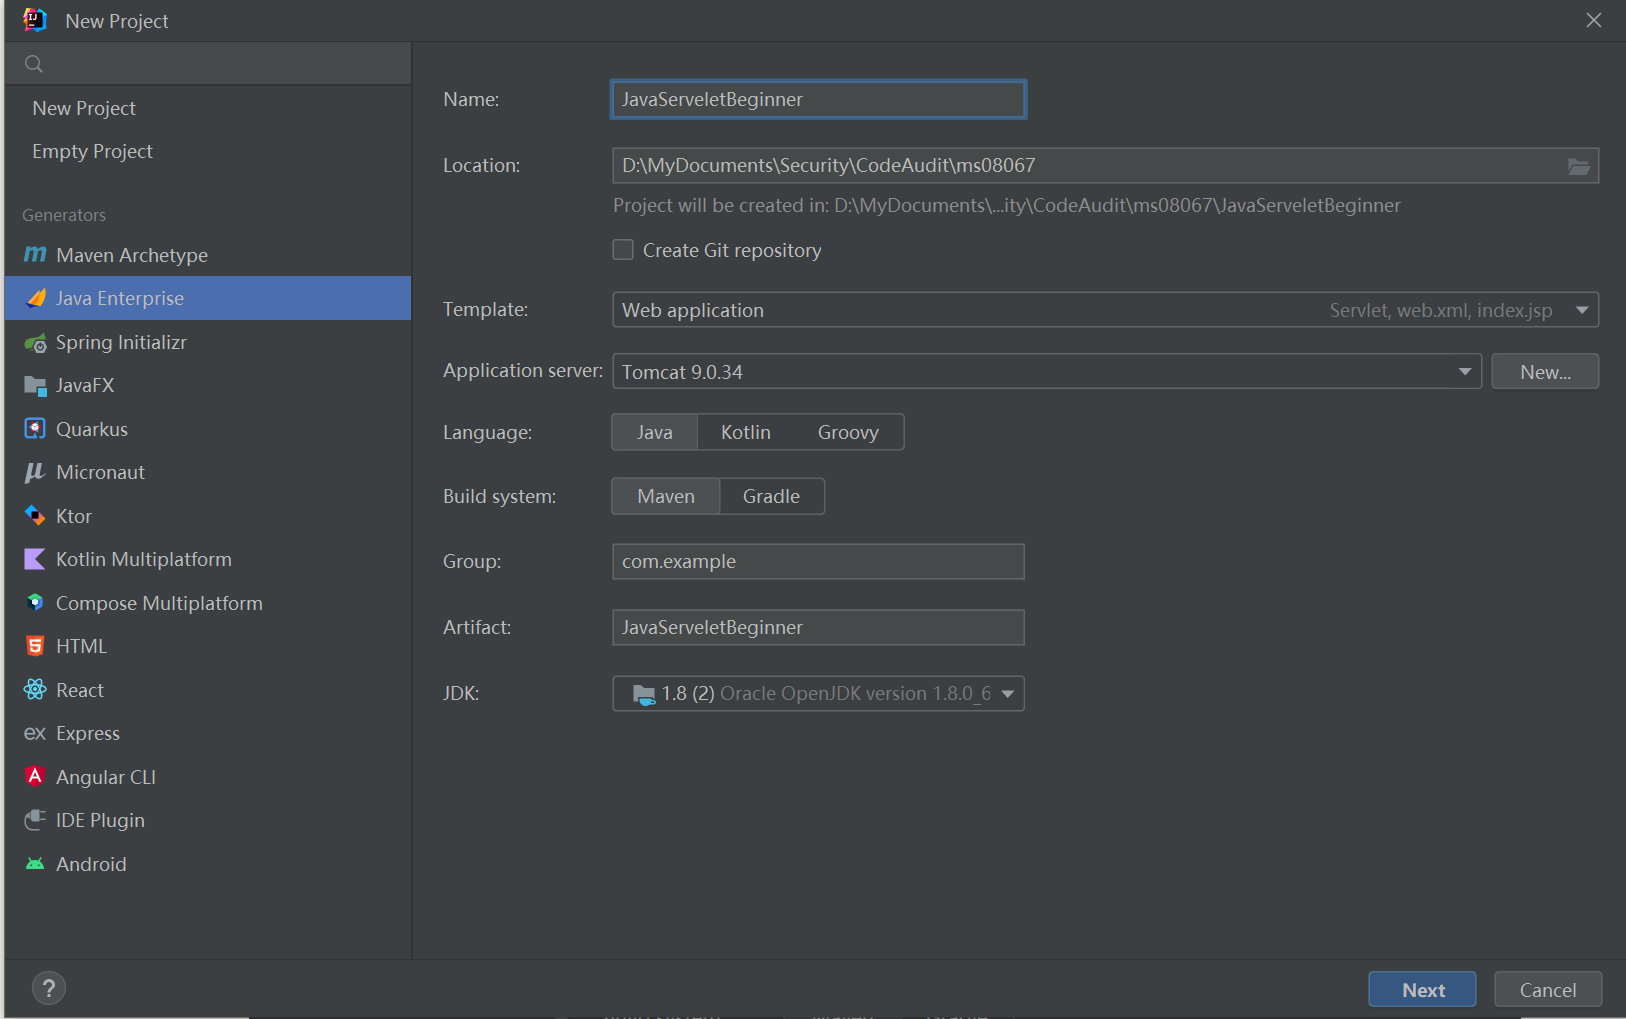 New Project
New Project
Empty Project
Generators
Maven Archetype
Java Enterprise
Spring Initializr
JavaFX
Quarkus
Micronaut
Ktor
Kotlin Multiplatform
Compose Multiplatform
HTML
React
ex Express
Angular CLI
IDE Plugin
Android
Name: JavaServeletBeginner
Location: D:\MyDocuments\Security\CodeAudit\ms08067
Project will be created in: D:\MyDocuments\...ity\CodeAudit\ms08067\JavaServeletBeginner
Create Git repository
Template: Web application Servlet, web.xml, index.jsp
Application server: Tomcat 9.0.34 New...
Language: Java Kotlin Groovy
Build system: Maven Gradle
Group: com.example
Artifact: JavaServeletBeginner
JDK: 1.8 (2) Oracle OpenJDK version 1.8.0_6
? Next Cancel